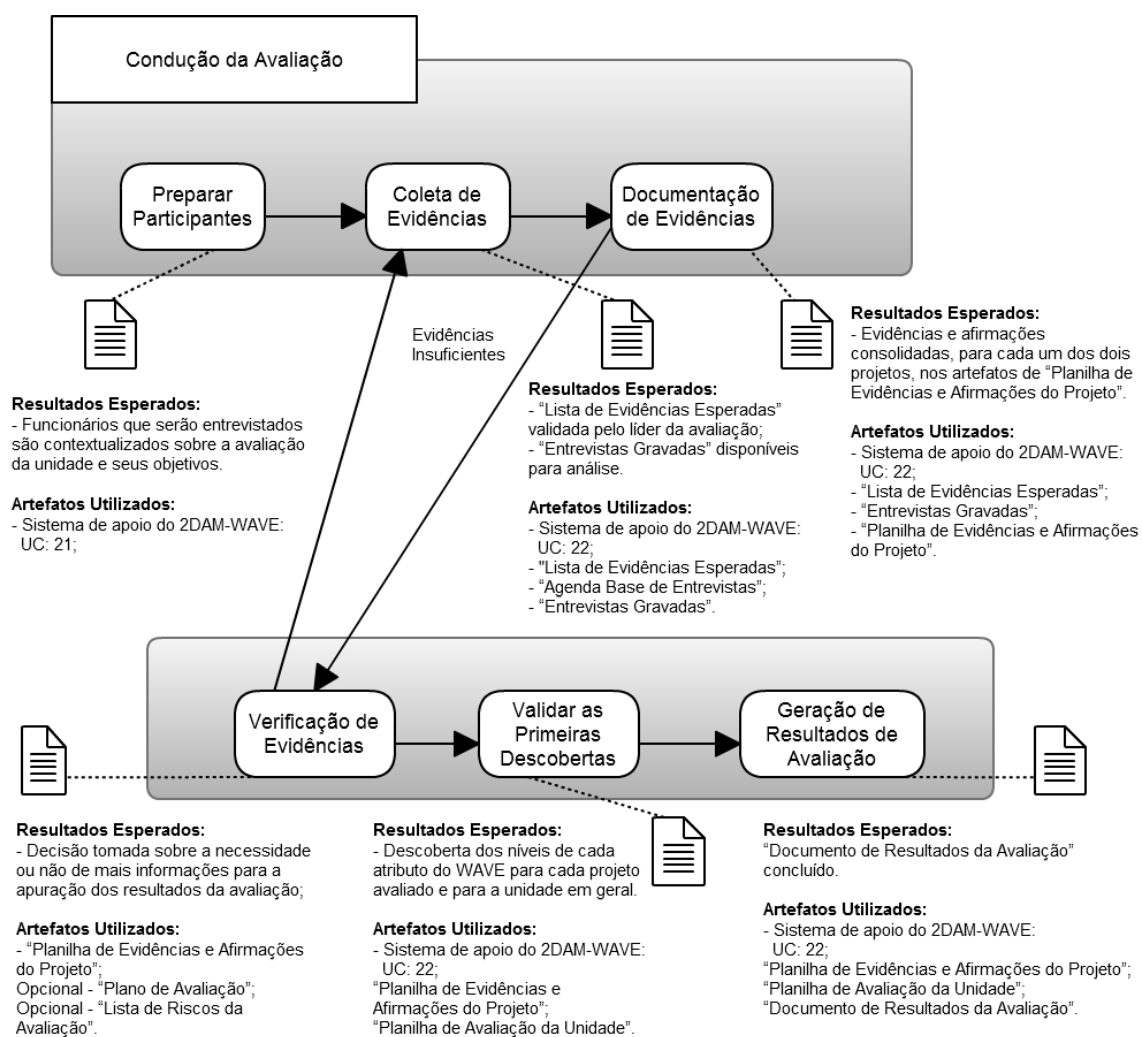 Condução da Avaliação
Preparar
Participantes
Coleta de
Evidências
Documentação
de Evidências
Evidências
Insuficientes
Resultados Esperados:
- Funcionários que serão entrevistados
são contextualizados sobre a avaliação
da unidade e seus objetivos.
Artefatos Utilizados:
- Sistema de apoio do 2DAM-WAVE:
UC: 21;
Resultados Esperados:
- “Lista de Evidências Esperadas”
validada pelo líder da avaliação;
- “Entrevistas Gravadas” disponíveis
para análise.
Artefatos Utilizados:
- Sistema de apoio do 2DAM-WAVE:
UC: 22;
- "Lista de Evidências Esperadas”;
- “Agenda Base de Entrevistas”;
- “Entrevistas Gravadas”.
Resultados Esperados:
- Evidências e afirmações
consolidadas, para cada um dos dois
projetos, nos artefatos de “Planilha de
Evidências e Afirmações do Projeto”.
Artefatos Utilizados:
- Sistema de apoio do 2DAM-WAVE:
UC: 22;
- “Lista de Evidências Esperadas”;
- “Entrevistas Gravadas”;
- “Planilha de Evidências e Afirmações
do Projeto”.
Verificação de
Evidências
Validar as
Primeiras
Descobertas
Geração de
Resultados de
Avaliação
Resultados Esperados:
- Decisão tomada sobre a necessidade
ou não de mais informações para a
apuração dos resultados da avaliação;
Artefatos Utilizados:
- “Planilha de Evidências e Afirmações
do Projeto”;
Opcional - “Plano de Avaliação”;
Opcional - “Lista de Riscos da
Avaliação”.
Resultados Esperados:
- Descoberta dos níveis de cada
atributo do WAVE para cada projeto
avaliado e para a unidade em geral.
Artefatos Utilizados:
- Sistema de apoio do 2DAM-WAVE:
UC: 22;
“Planilha de Evidências e
Afirmações do Projeto”;
“Planilha de Avaliação da Unidade”.
Resultados Esperados:
“Documento de Resultados da Avaliação”
concluído.
Artefatos Utilizados:
- Sistema de apoio do 2DAM-WAVE:
UC: 22;
“Planilha de Evidências e Afirmações do Projeto”;
“Planilha de Avaliação da Unidade”;
“Documento de Resultados da Avaliação”.